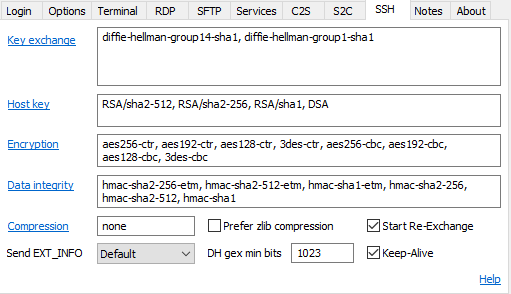 Login Options Terminal RDP SFTP Services C2S S2C SSH Notes About
Key exchange
diffie-hellman-group14-sha1, diffie-hellman-group1-sha1
Host key
RSA/sha2-512, RSA/sha2-256, RSA/sha1, DSA
Encryption
aes256-ctr, aes192-ctr, aes128-ctr, 3des-ctr, aes256-cbc, aes192-cbc,
aes128-cbc, 3des-cbc
Data integrity
hmac-sha2-256-etm, hmac-sha2-512-etm, hmac-sha1-etm, hmac-sha2-256,
hmac-sha2-512, hmac-sha1
Compression none Prefer zlib compression Start Re-Exchange
Send EXT_INFO Default DH gex min bits 1023 Keep-Alive
Help